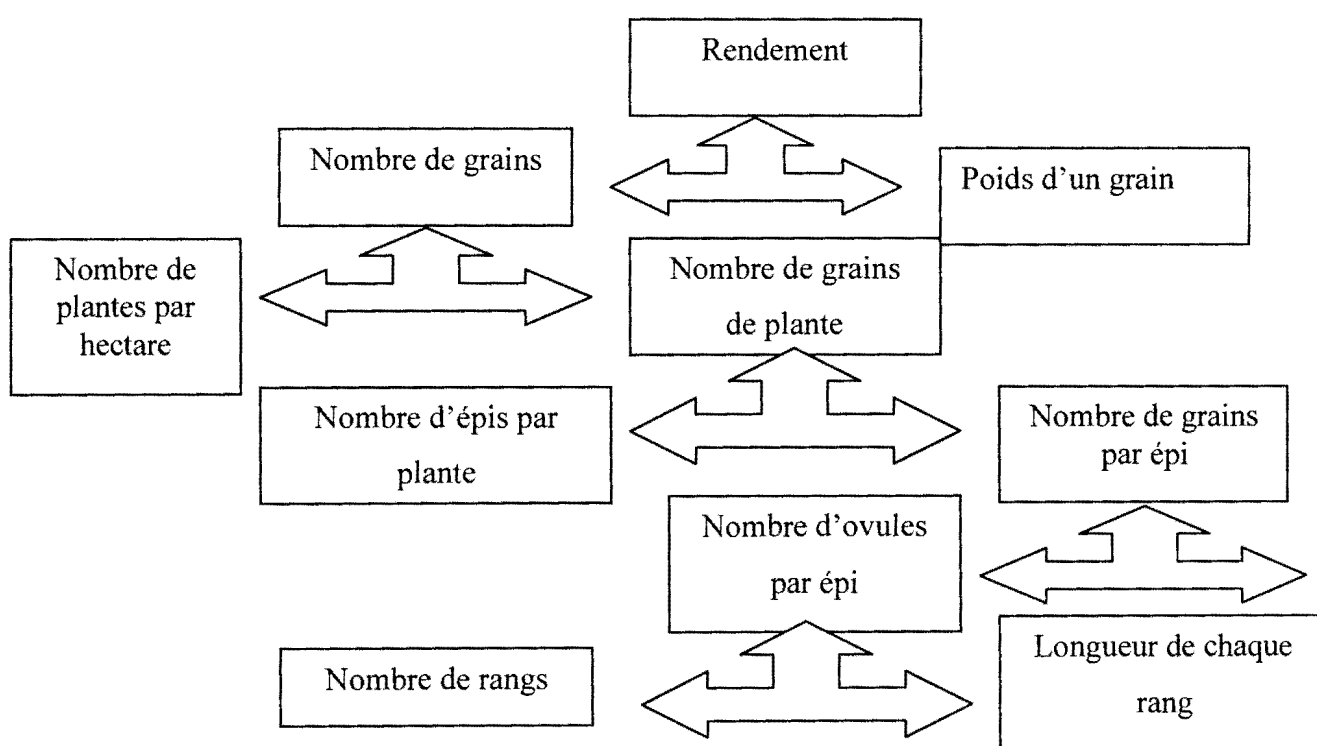 Rendement
Nombre de grains
Poids d’un grain
Nombre de
plantes par
hectare
Nombre de grains
de plante
Nombre d’épis par
plante
Nombre de grains
par épi
Nombre d’ovules
par épi
Nombre de rangs
Longueur de chaque
rang